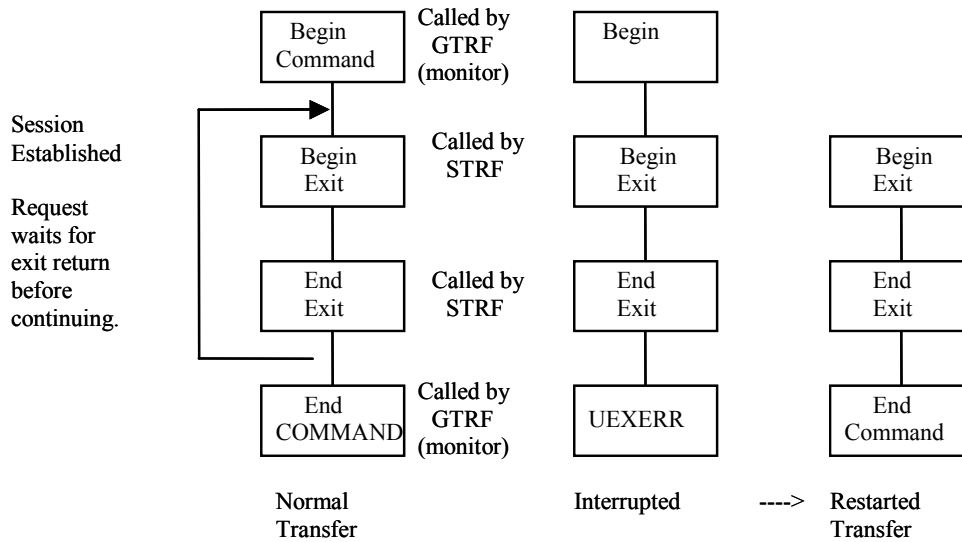 Begin
Command
Called by
GTRF
(monitor)
Begin
Session
Established
Request
waits for
exit return
before
continuing.
Begin
Exit
Called by
STRF
Begin
Exit
Begin
Exit
End
Exit
Called by
STRF
End
Exit
End
Exit
End
COMMAND
Called by
GTRF
(monitor)
UEXERR
End
Command
Normal
Transfer
Interrupted
---->
Restarted
Transfer